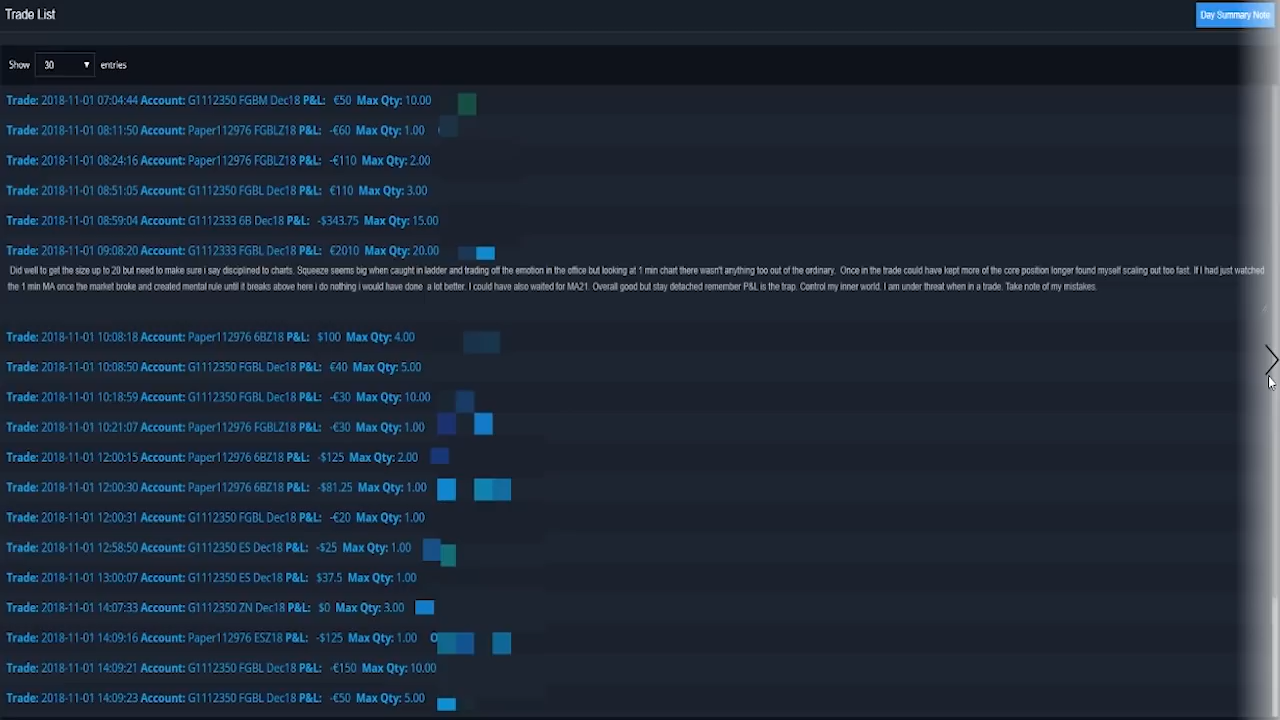 Trade List
Day Summary Note
Show 30 entries
Trade: 2018-11-01 07:04:44 Account: G1112350 FGBM Dec18 P&L: €50 Max Qty: 10.00
Trade: 2018-11-01 08:11:50 Account: Paper112976 FGBLZ18 P&L: -€60 Max Qty: 1.00
Trade: 2018-11-01 08:24:16 Account: Paper112976 FGBLZ18 P&L: -€110 Max Qty: 2.00
Trade: 2018-11-01 08:51:05 Account: G1112350 FGBL Dec18 P&L: €110 Max Qty: 3.00
Trade: 2018-11-01 08:59:04 Account: G1112333 6B Dec18 P&L: -$343.75 Max Qty: 15.00
Trade: 2018-11-01 09:08:20 Account: G1112333 FGBL Dec18 P&L: €2010 Max Qty: 20.00
Did well to get the size up to 20 but need to make sure i say disciplined to charts. Squeeze seems big when caught in ladder and trading off the emotion in the office but looking at 1 min chart there wasn't anything too out of the ordinary. Once in the trade could have kept more of the core position longer found myself scaling out too fast. If I had just watched
the 1 min MA once the market broke and created mental rule until it breaks above here i do nothing i would have done a lot better. I could have also waited for MA21. Overall good but stay detached remember P&L is the trap. Control my inner world. I am under threat when in a trade. Take note of my mistakes.
Trade: 2018-11-01 10:08:18 Account: Paper112976 6BZ18 P&L: $100 Max Qty: 4.00
Trade: 2018-11-01 10:08:50 Account: G1112350 FGBL Dec18 P&L: €40 Max Qty: 5.00
Trade: 2018-11-01 10:18:59 Account: G1112350 FGBL Dec18 P&L: -€30 Max Qty: 10.00
Trade: 2018-11-01 10:21:07 Account: Paper112976 FGBLZ18 P&L: -€30 Max Qty: 1.00
Trade: 2018-11-01 12:00:15 Account: Paper112976 6BZ18 P&L: -$125 Max Qty: 2.00
Trade: 2018-11-01 12:00:30 Account: Paper112976 6BZ18 P&L: -$81.25 Max Qty: 1.00
Trade: 2018-11-01 12:00:31 Account: G1112350 FGBL Dec18 P&L: -€20 Max Qty: 1.00
Trade: 2018-11-01 12:58:50 Account: G1112350 ES Dec18 P&L: -$25 Max Qty: 1.00
Trade: 2018-11-01 13:00:07 Account: G1112350 ES Dec18 P&L: $37.5 Max Qty: 1.00
Trade: 2018-11-01 14:07:33 Account: G1112350 ZN Dec18 P&L: $0 Max Qty: 3.00
Trade: 2018-11-01 14:09:16 Account: Paper112976 ESZ18 P&L: -$125 Max Qty: 1.00
Trade: 2018-11-01 14:09:21 Account: G1112350 FGBL Dec18 P&L: -€150 Max Qty: 10.00
Trade: 2018-11-01 14:09:23 Account: G1112350 FGBL Dec18 P&L: -€50 Max Qty: 5.00